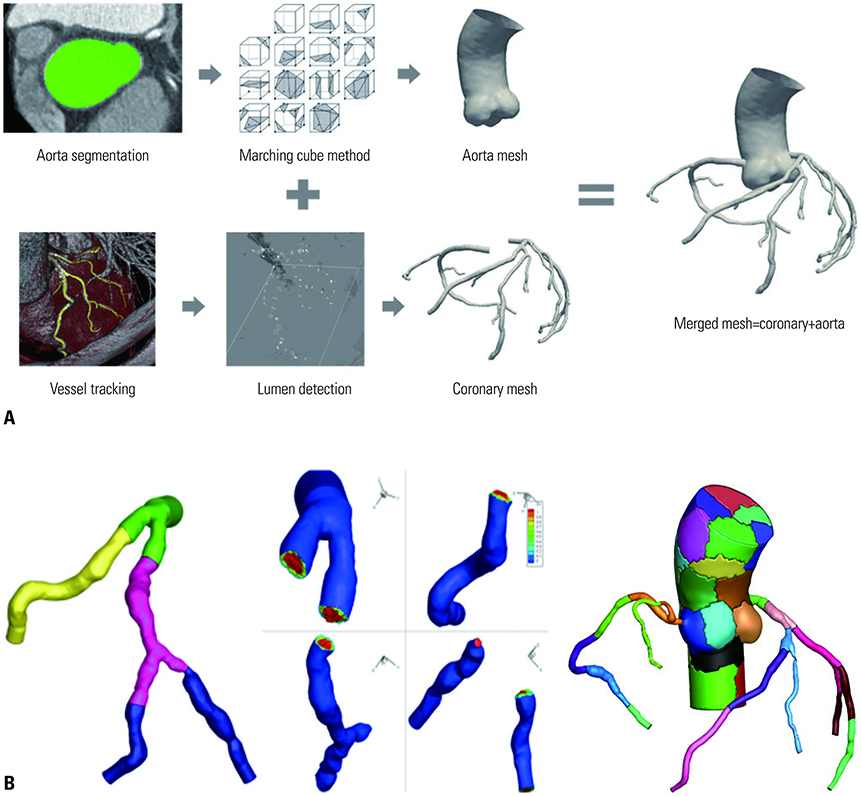 Aorta segmentation
Marching cube method
Aorta mesh
Vessel tracking
Lumen detection
Coronary mesh
Merged mesh=coronary+aorta
A
B